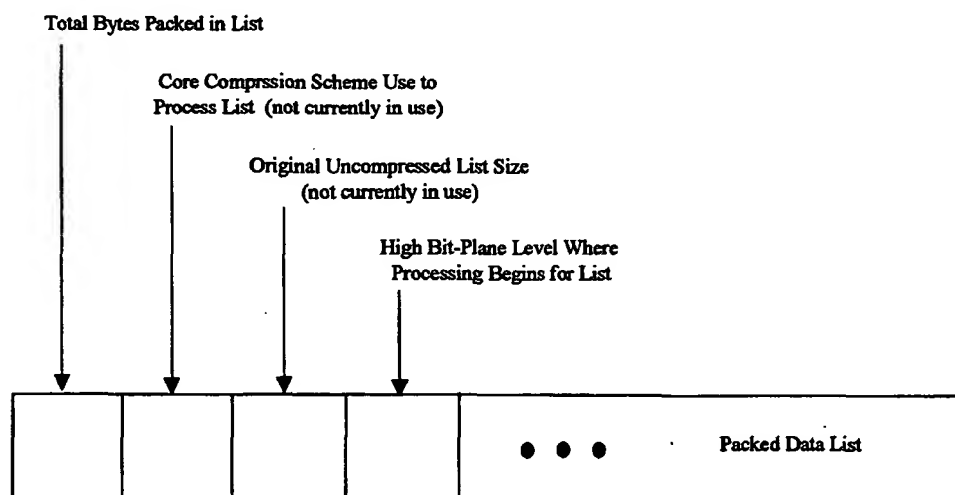 Total Bytes Packed in List
Core Comprssion Scheme Use to
Process List (not currently in use)
Original Uncompressed List Size
(not currently in use)
High Bit-Plane Level Where
Processing Begins for List
Packed Data List